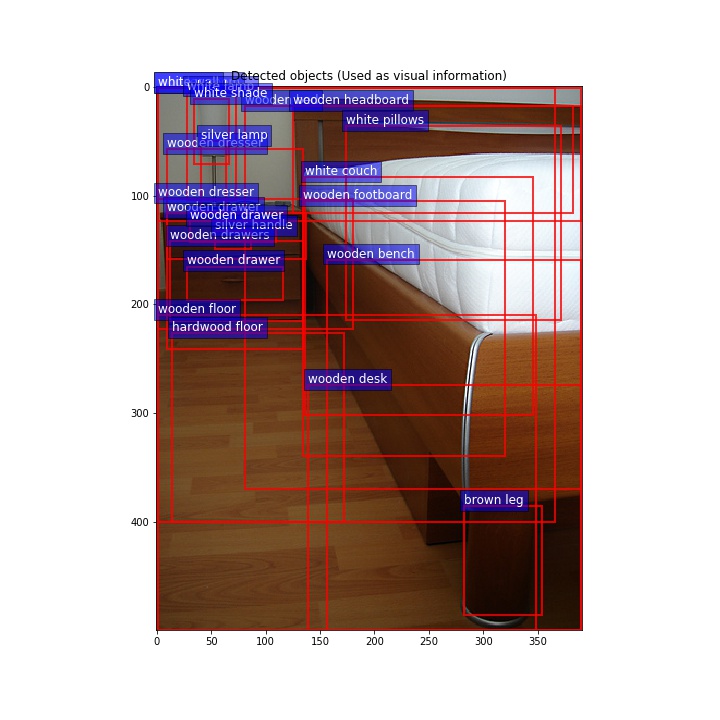 Detected objects (Used as visual information)
white lamp
white shade
wooden headboard
white pillows
silver lamp
wooden dresser
white couch
wooden dresser
wooden footboard
wooden drawer
wooden drawer
silver handle
wooden drawers
wooden bench
wooden drawer
wooden floor
hardwood floor
wooden desk
brown leg
0
100
200
300
400
0
50
100
150
200
250
300
350